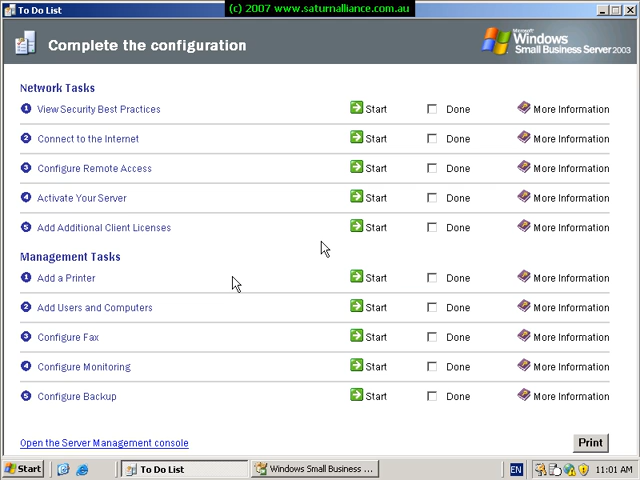 To Do List
(c) 2007 www.saturnalliance.com.au
Complete the configuration
Microsoft
Windows
Small Business Server 2003
Network Tasks
1 View Security Best Practices Start Done More Information
2 Connect to the Internet Start Done More Information
3 Configure Remote Access Start Done More Information
4 Activate Your Server Start Done More Information
5 Add Additional Client Licenses Start Done More Information
Management Tasks
1 Add a Printer Start Done More Information
2 Add Users and Computers Start Done More Information
3 Configure Fax Start Done More Information
4 Configure Monitoring Start Done More Information
5 Configure Backup Start Done More Information
Open the Server Management console Print
Start To Do List Windows Small Business ... EN 11:01 AM